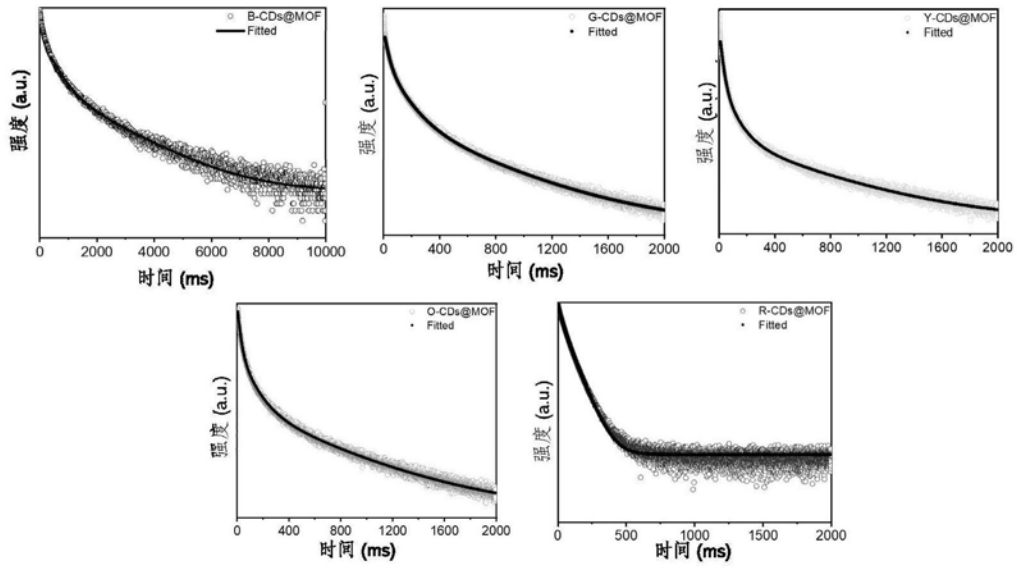 B-CDs@MOF
Fitted
强度 (a.u.)
0 2000 4000 6000 8000 10000
时间 (ms)
G-CDs@MOF
Fitted
强度 (a.u.)
0 400 800 1200 1600 2000
时间 (ms)
Y-CDs@MOF
Fitted
强度 (a.u.)
0 400 800 1200 1600 2000
时间 (ms)
O-CDs@MOF
Fitted
强度 (a.u.)
0 400 800 1200 1600 2000
时间 (ms)
R-CDs@MOF
Fitted
强度 (a.u.)
0 500 1000 1500 2000
时间 (ms)